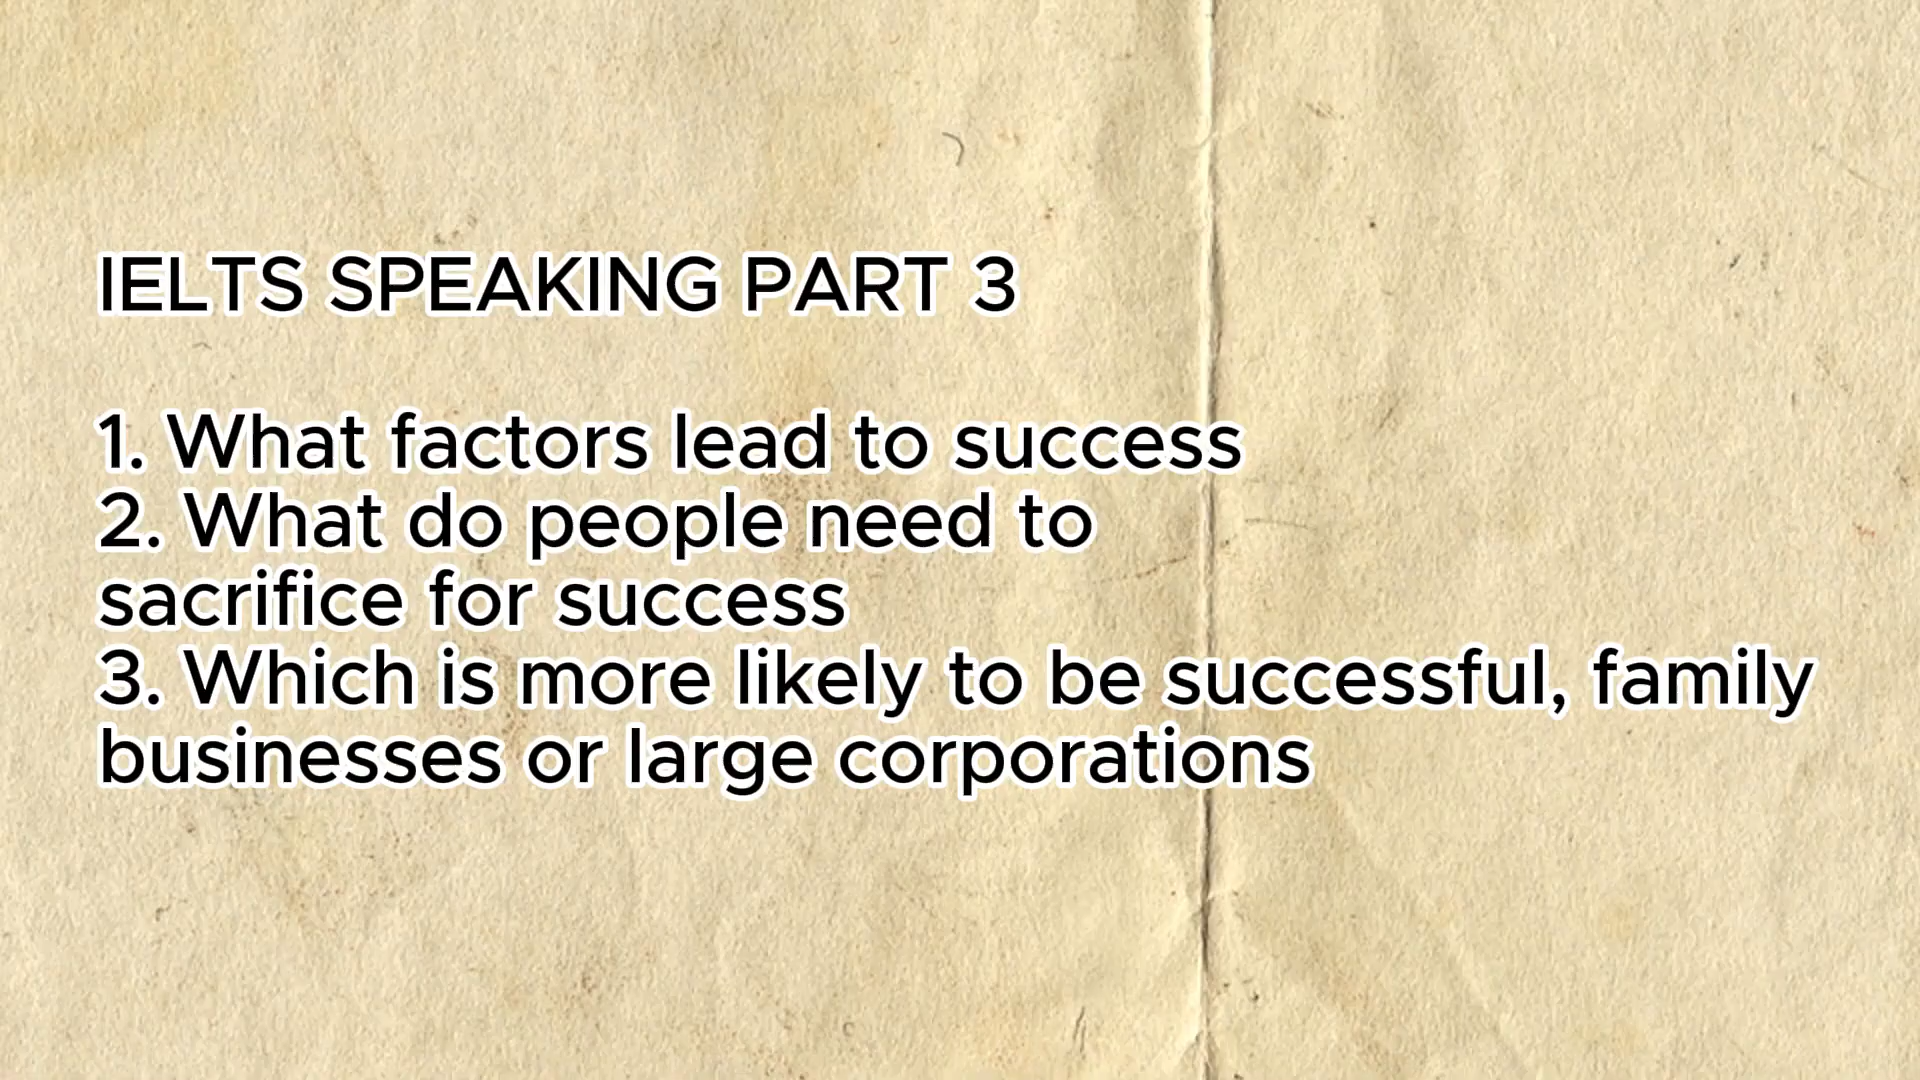 IELTS SPEAKING PART 3
1. What factors lead to success
2. What do people need to
sacrifice for success
3. Which is more likely to be successful, family
businesses or large corporations